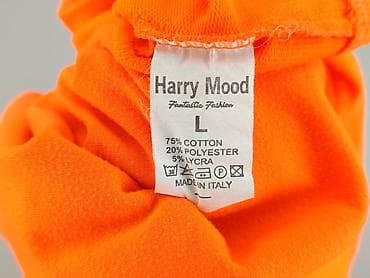 Harry Mood
Fantastic Fashion
L
75% COTTON
20% POLYESTER
5% LYCRA
MADE IN ITALY